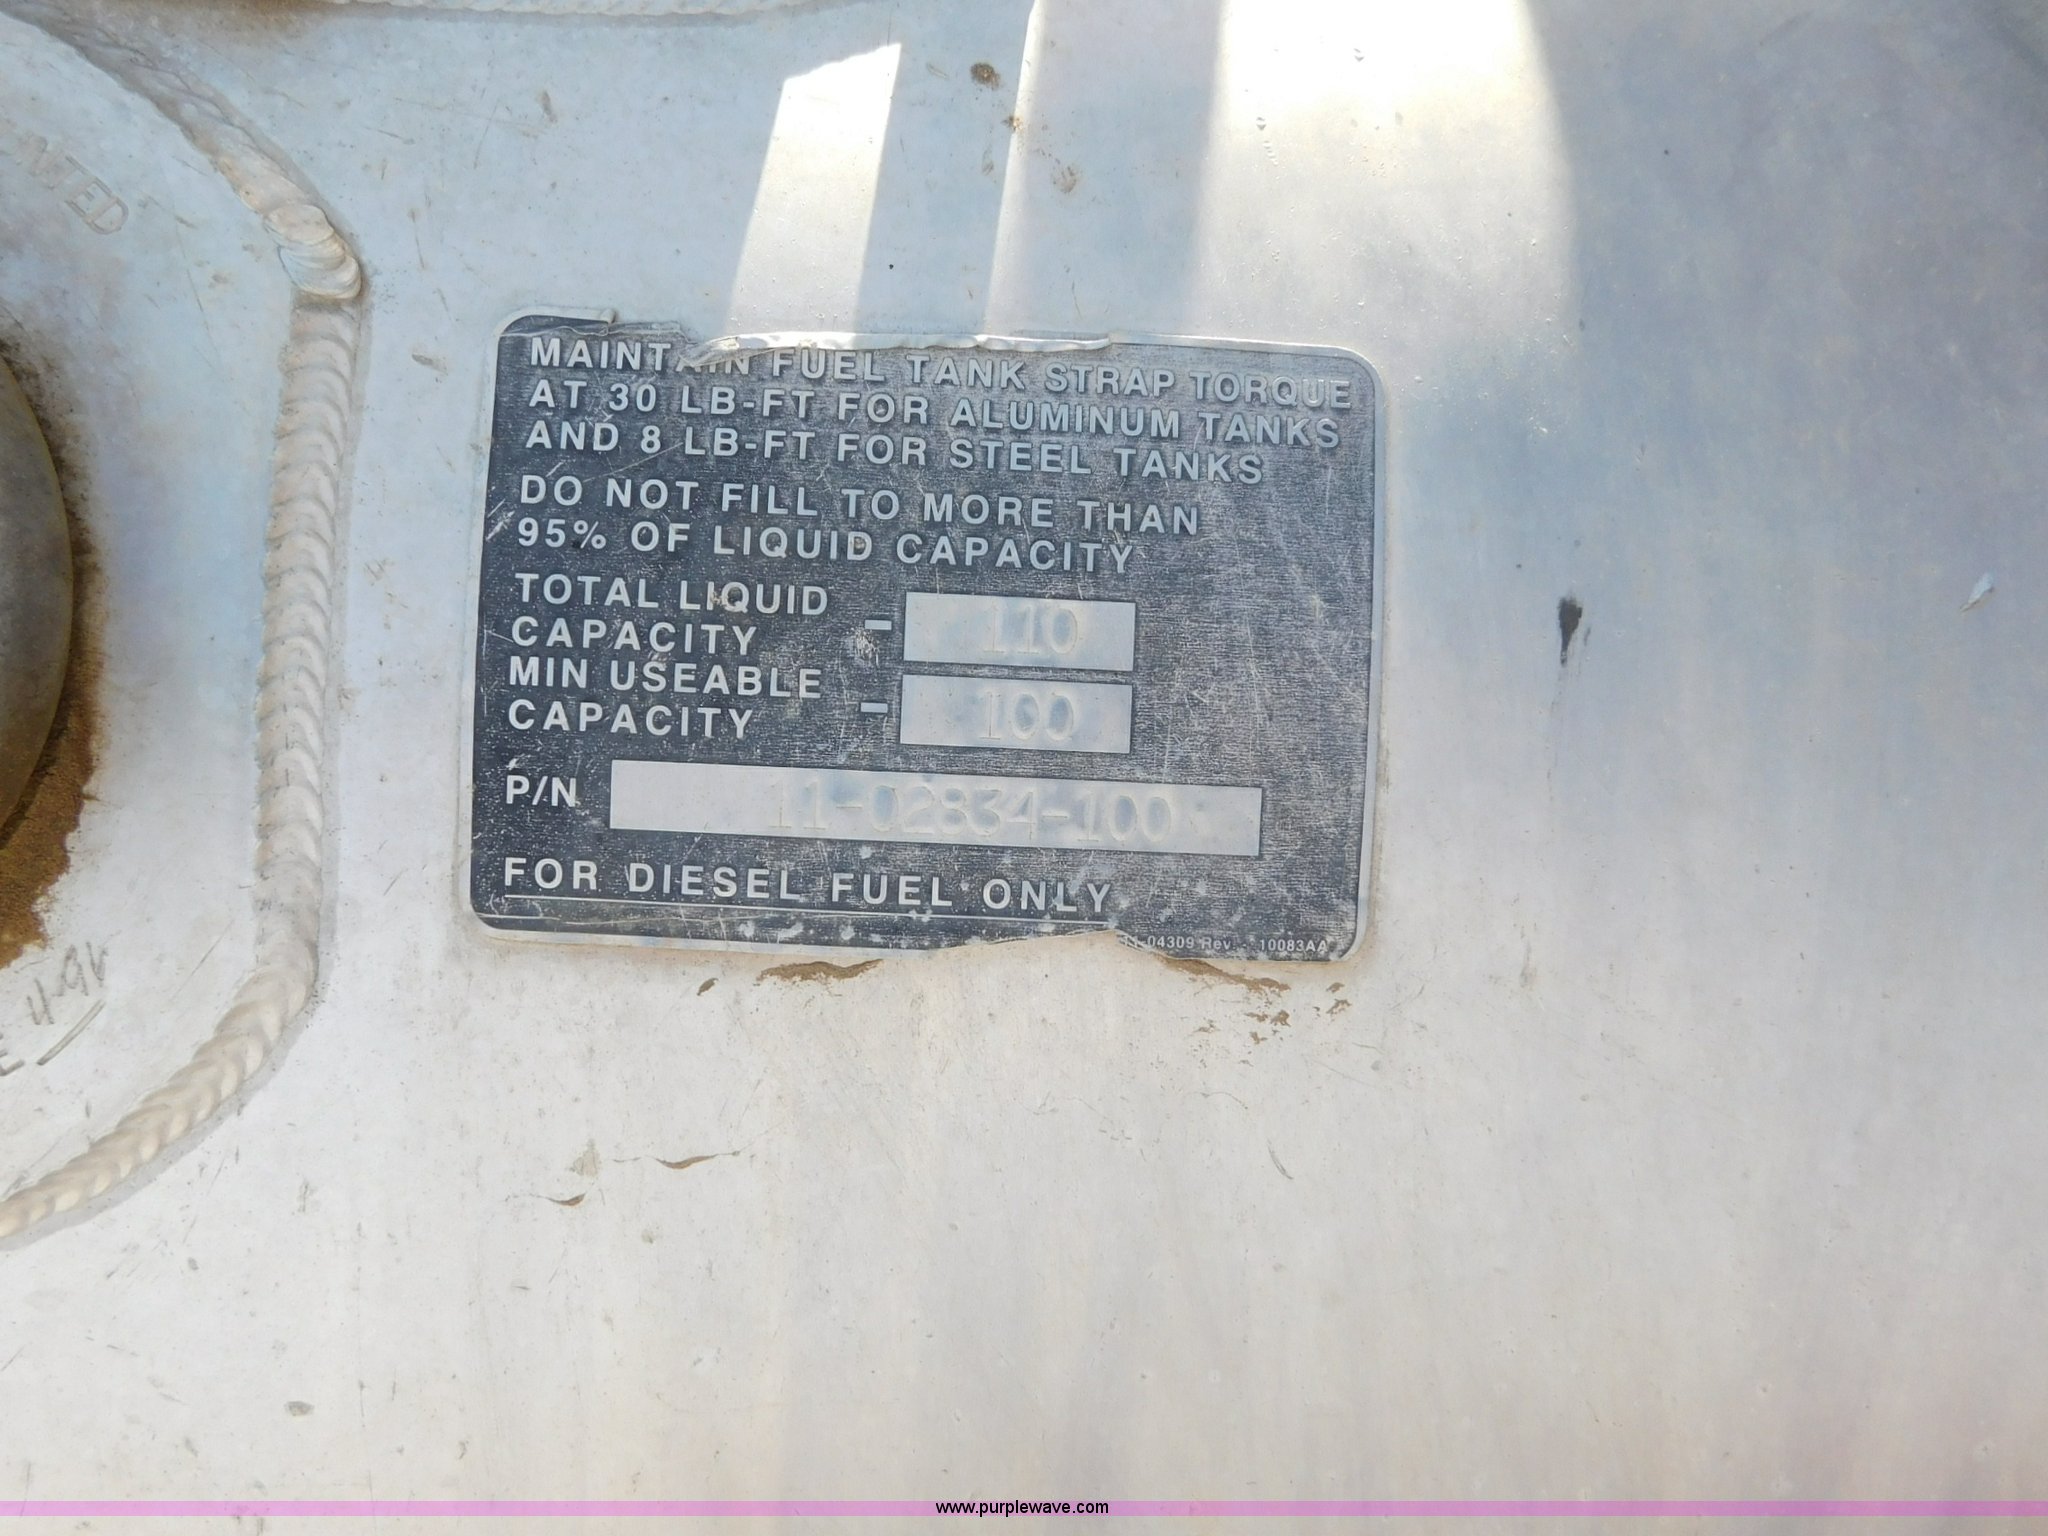 MAINTAIN FUEL TANK STRAP TORQUE
AT 30 LB-FT FOR ALUMINUM TANKS
AND 8 LB-FT FOR STEEL TANKS
DO NOT FILL TO MORE THAN
95% OF LIQUID CAPACITY
TOTAL LIQUID
CAPACITY - 110
MIN USEABLE
CAPACITY - 100
P/N 11-02834-100
FOR DIESEL FUEL ONLY
11-04309 Rev. - 10083AA
www.purplewave.com